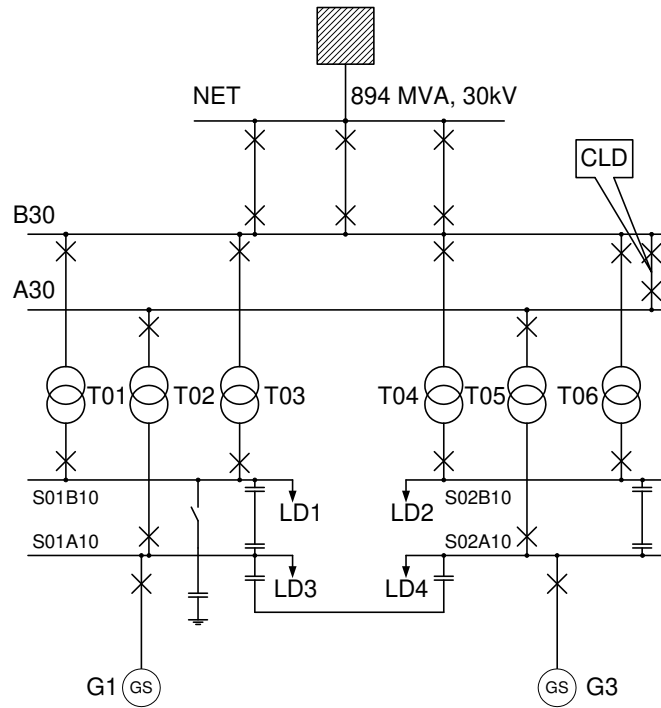 NET 894 MVA, 30kV
CLD
B30
A30
T01 T02 T03 T04 T05 T06
S01B10 LD1 LD2 S02B10
S01A10 LD3 LD4 S02A10
G1 GS GS G3